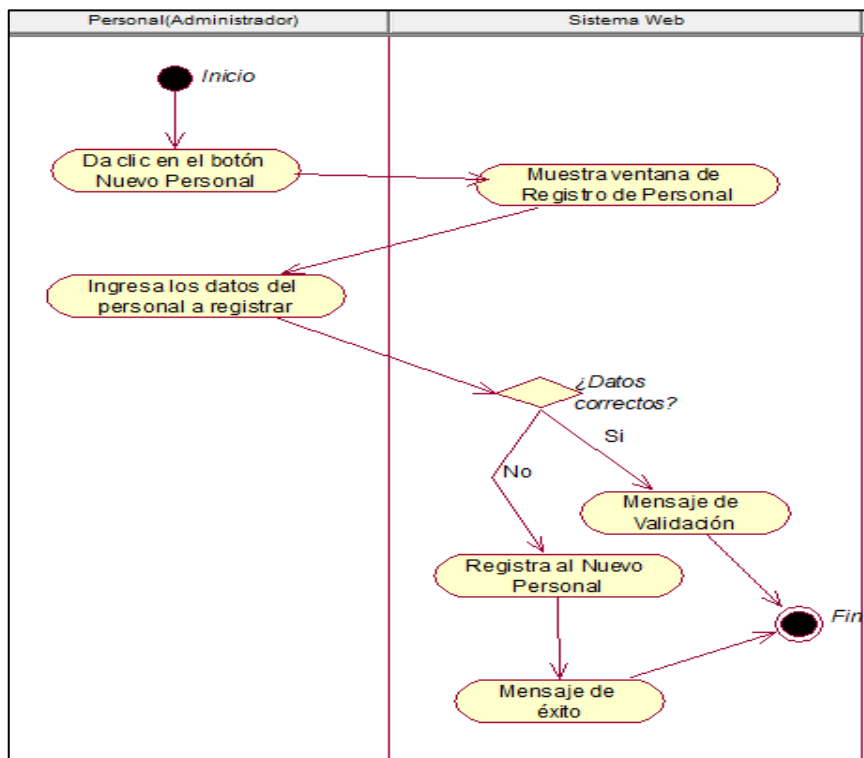 Personal(Administrador)
Sistema Web
Inicio
Da clic en el botón
Nuevo Personal
Muestra ventana de
Registro de Personal
Ingresa los datos del
personal a registrar
¿Datos
correctos?
Si
No
Mensaje de
Validación
Registra al Nuevo
Personal
Fin
Mensaje de
éxito